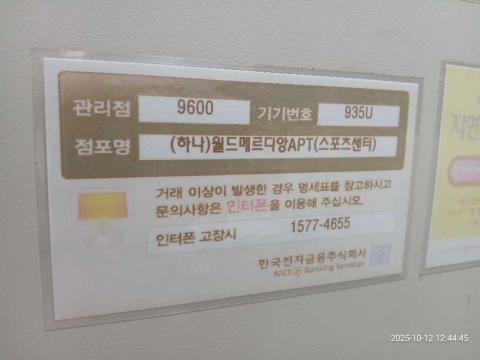 관리점 9600 기기번호 935U
점포명 (하나)월드메르디앙APT(스포츠센터)
거래 이상이 발생한 경우 명세표를 참고하시고
문의사항은 인터폰을 이용해 주십시오.
인터폰 고장시 1577-4655
한국전자금융주식회사
NICE Banking Services
지연
2025-10-12 12:44:45